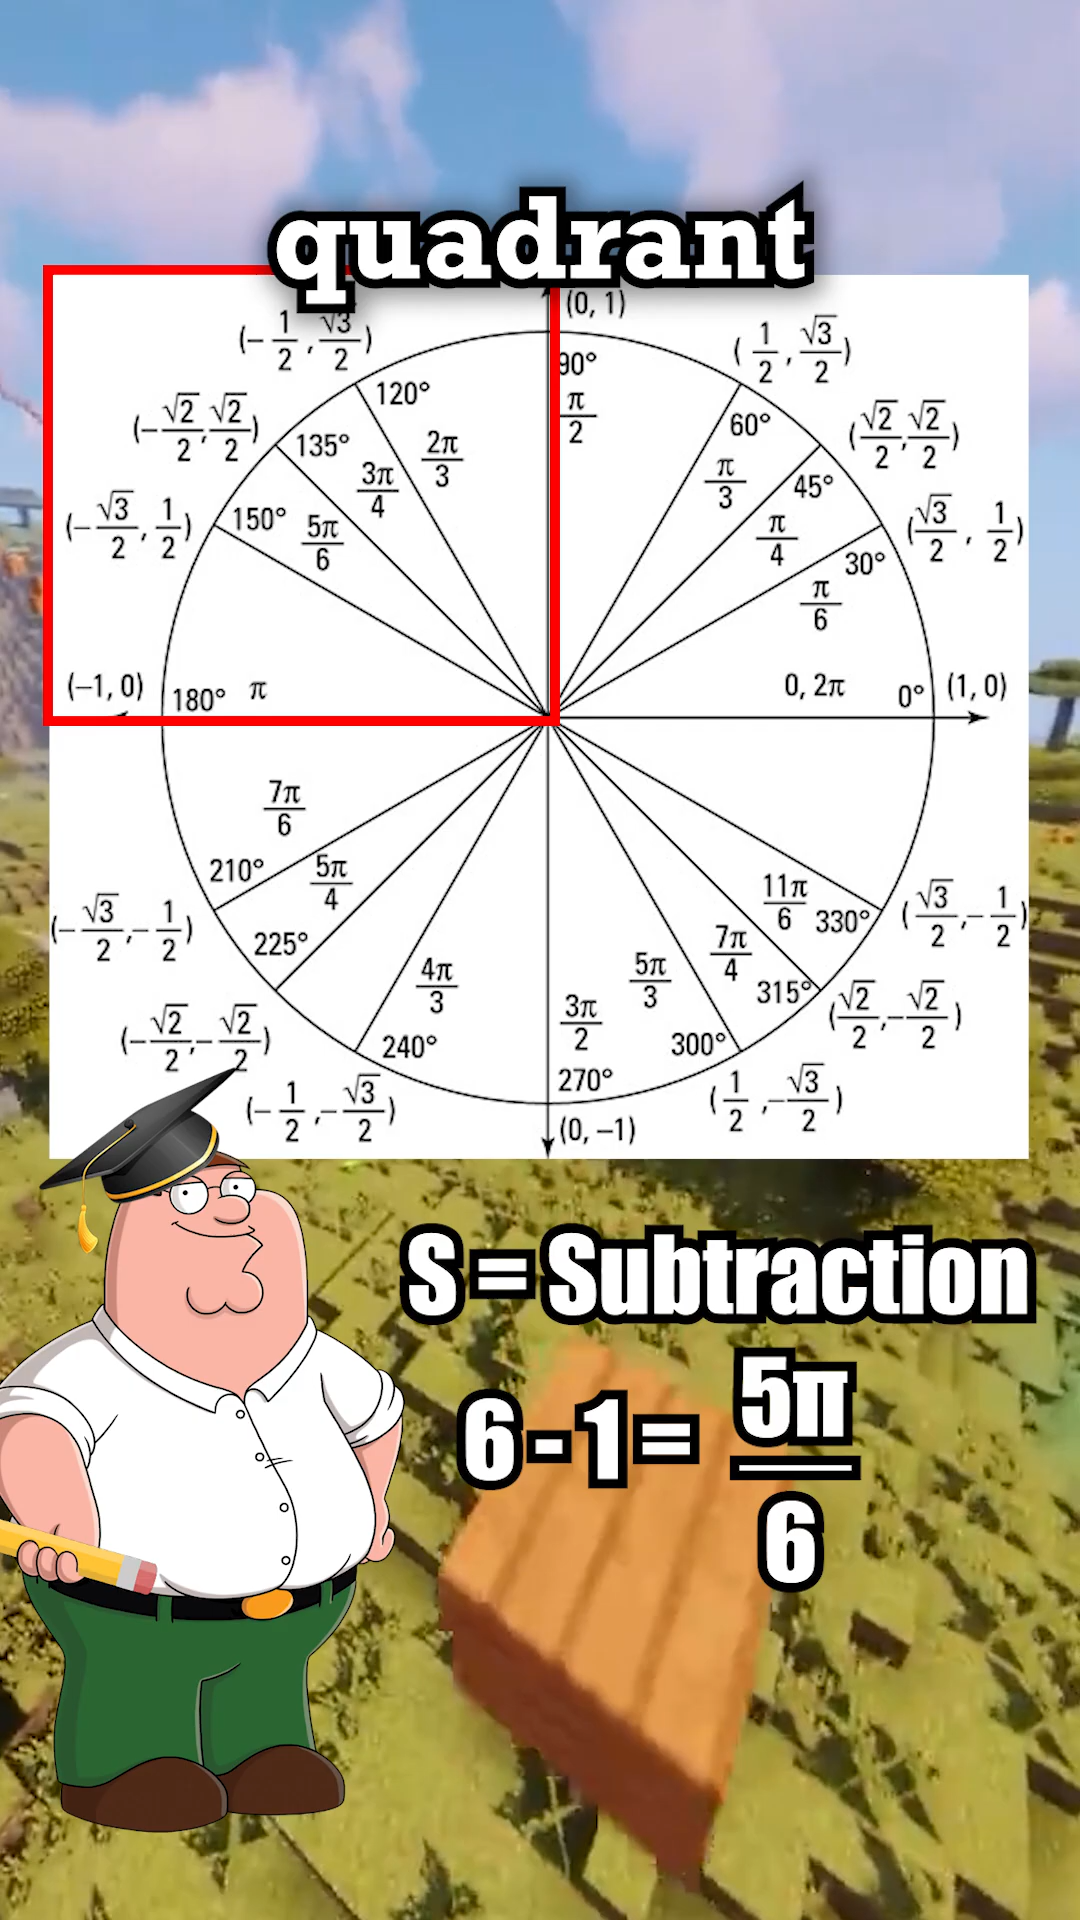 quadrant
(0, 1)
(-1/2, √3/2)
(1/2, √3/2)
90°
π/2
120°
2π/3
60°
π/3
(-√2/2, √2/2)
(√2/2, √2/2)
135°
3π/4
45°
π/4
(-√3/2, 1/2)
(√3/2, 1/2)
150°
5π/6
30°
π/6
(–1, 0)
180° π
0, 2π
0°
(1, 0)
7π/6
210°
5π/4
11π/6
330°
(-√3/2, -1/2)
(√3/2, -1/2)
225°
4π/3
5π/3
7π/4
315°
3π/2
(-√2/2, -√2/2)
(√2/2, -√2/2)
240°
300°
270°
(-1/2, -√3/2)
(1/2, -√3/2)
(0, –1)
S = Subtraction
6 - 1 = 5π/6